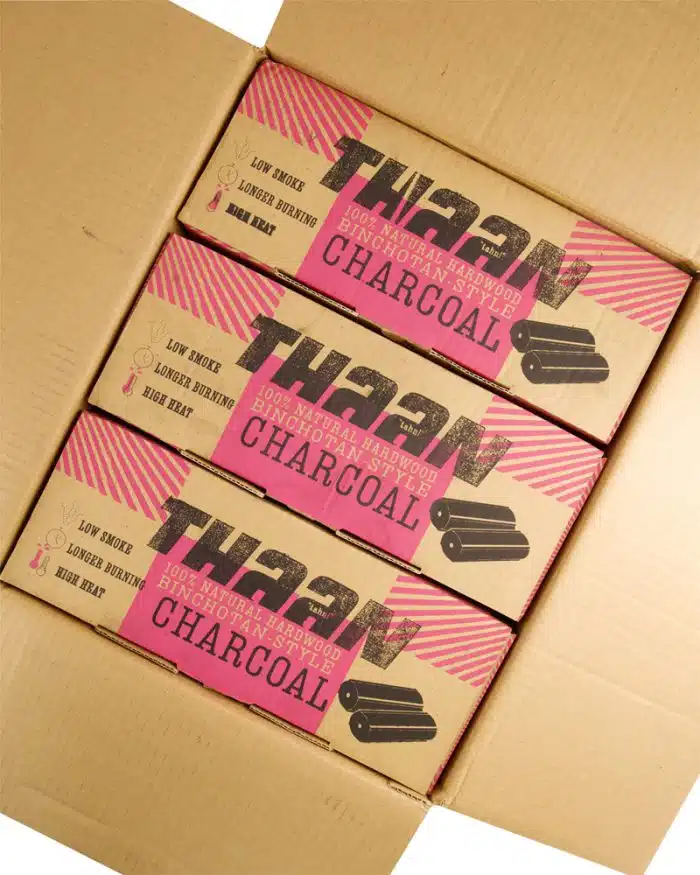 LOW SMOKE
LONGER BURNING
HIGH HEAT
THaaN
'tahn!'
100% NATURAL HARDWOOD
BINCHOTAN-STYLE
CHARCOAL
LOW SMOKE
LONGER BURNING
HIGH HEAT
THaaN
'tahn!'
100% NATURAL HARDWOOD
BINCHOTAN-STYLE
CHARCOAL
LOW SMOKE
LONGER BURNING
HIGH HEAT
THaaN
'tahn!'
100% NATURAL HARDWOOD
BINCHOTAN-STYLE
CHARCOAL